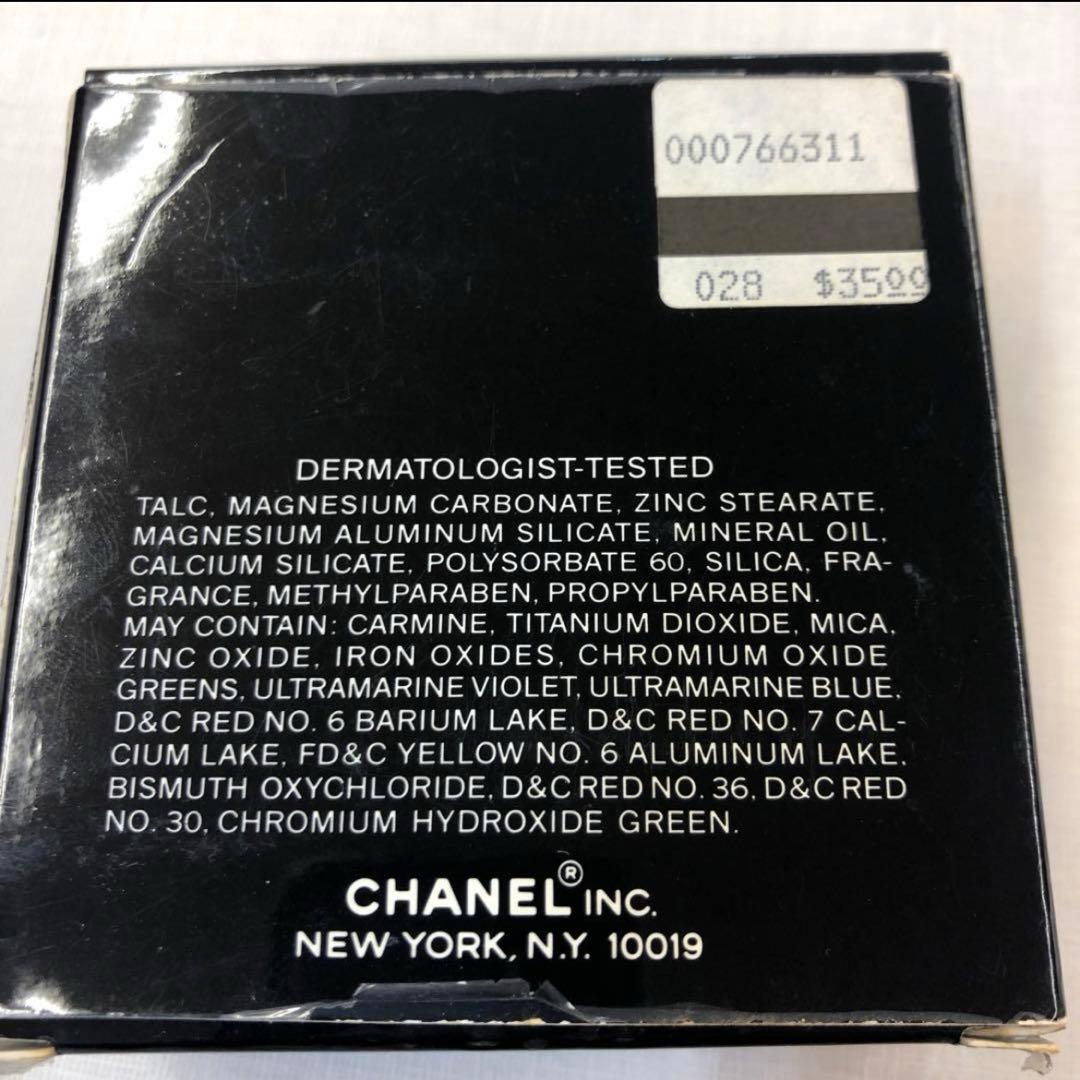 000766311
028 $35.00
DERMATOLOGIST-TESTED
TALC, MAGNESIUM CARBONATE, ZINC STEARATE,
MAGNESIUM ALUMINUM SILICATE, MINERAL OIL,
CALCIUM SILICATE, POLYSORBATE 60, SILICA, FRA-
GRANCE, METHYLPARABEN, PROPYLPARABEN.
MAY CONTAIN: CARMINE, TITANIUM DIOXIDE, MICA,
ZINC OXIDE, IRON OXIDES, CHROMIUM OXIDE
GREENS, ULTRAMARINE VIOLET, ULTRAMARINE BLUE,
D&C RED NO. 6 BARIUM LAKE, D&C RED NO. 7 CAL-
CIUM LAKE, FD&C YELLOW NO. 6 ALUMINUM LAKE,
BISMUTH OXYCHLORIDE, D&C RED NO. 36, D&C RED
NO. 30, CHROMIUM HYDROXIDE GREEN.
CHANEL® INC.
NEW YORK, N.Y. 10019